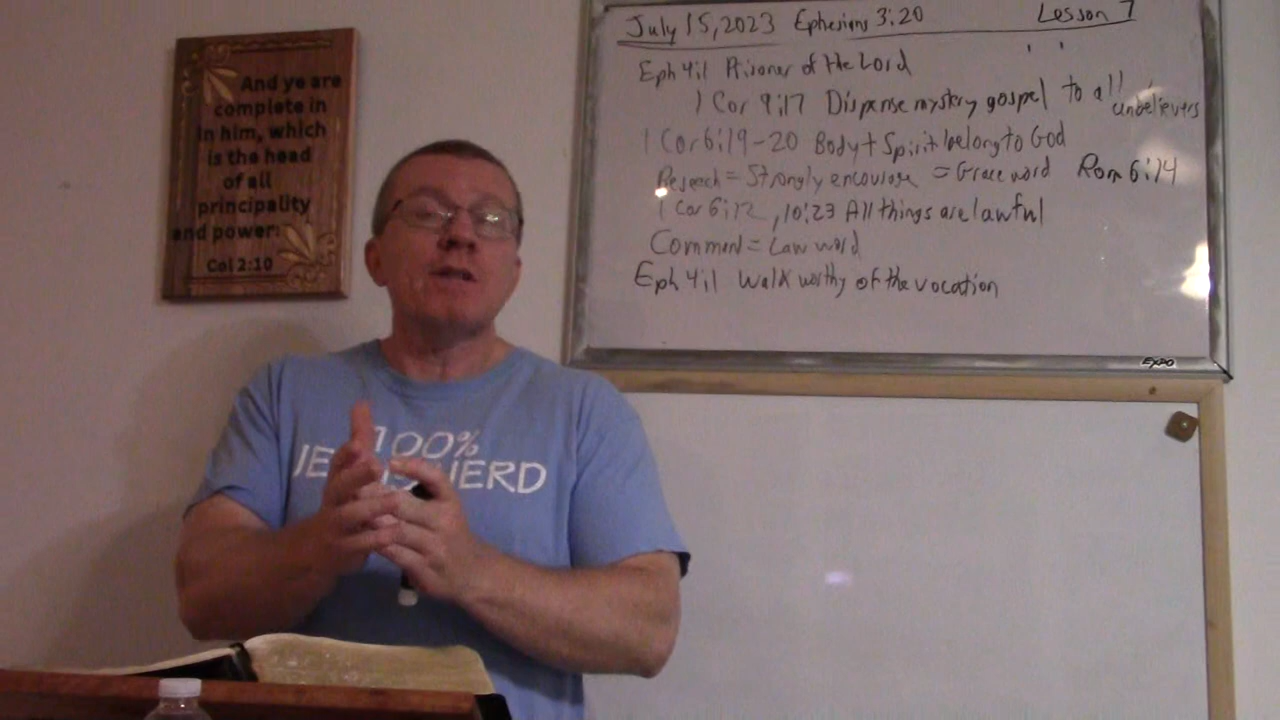 And ye are
complete in
in him, which
is the head
of all
principality
and power:
Col 2:10
July 15, 2023 Ephesians 3:20 Lesson 7
Eph 4:1 Prisoner of the Lord
1 Cor 9:17 Dispense mystery gospel to all unbelievers
1 Cor 6:19-20 Body + Spirit belong to God
Beseech = Strongly encourage = Grace word Rom 6:14
1 Cor 6:12, 10:23 All things are lawful
Command = Law word
Eph 4:1 Walk worthy of the vocation
EXPO
100%